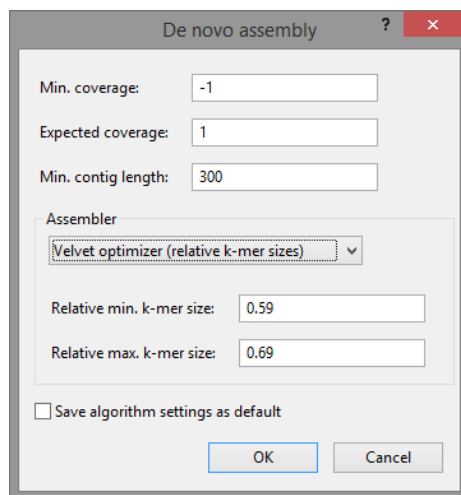 De novo assembly ? ×
Min. coverage: -1
Expected coverage: 1
Min. contig length: 300
Assembler
Velvet optimizer (relative k-mer sizes)
Relative min. k-mer size: 0.59
Relative max. k-mer size: 0.69
Save algorithm settings as default
OK Cancel